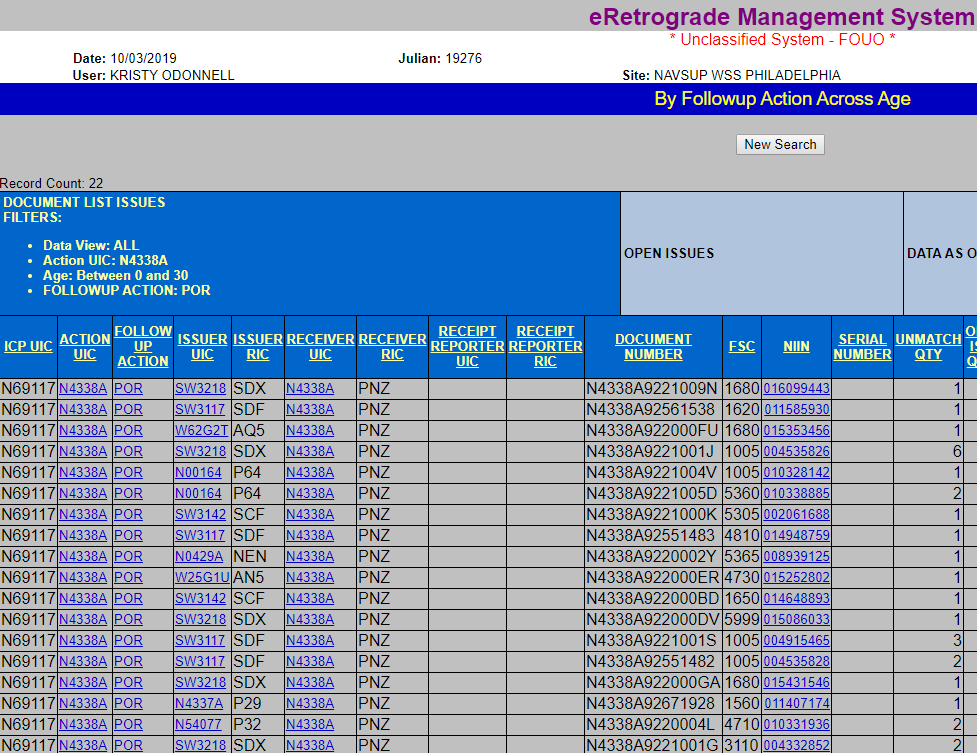 eRetrograde Management System
* Unclassified System - FOUO *
Date: 10/03/2019 Julian: 19276
User: KRISTY ODONNELL Site: NAVSUP WSS PHILADELPHIA
By Followup Action Across Age
New Search
Record Count: 22
DOCUMENT LIST ISSUES
FILTERS:
• Data View: ALL
• Action UIC: N4338A
• Age: Between 0 and 30
• FOLLOWUP ACTION: POR
OPEN ISSUES
DATA AS O
ICP UIC ACTION UIC FOLLOW UP ACTION ISSUER UIC ISSUER RIC RECEIVER UIC RECEIVER RIC RECEIPT REPORTER UIC RECEIPT REPORTER RIC DOCUMENT NUMBER FSC NIIN SERIAL NUMBER UNMATCH QTY
N69117 N4338A POR SW3218 SDX N4338A PNZ N4338A9221009N 1680 016099443 1
N69117 N4338A POR SW3117 SDF N4338A PNZ N4338A92561538 1620 011585930 1
N69117 N4338A POR W62G2T AQ5 N4338A PNZ N4338A922000FU 1680 015353456 1
N69117 N4338A POR SW3218 SDX N4338A PNZ N4338A9221001J 1005 004535826 6
N69117 N4338A POR N00164 P64 N4338A PNZ N4338A9221004V 1005 010328142 1
N69117 N4338A POR N00164 P64 N4338A PNZ N4338A9221005D 5360 010338885 2
N69117 N4338A POR SW3142 SCF N4338A PNZ N4338A9221000K 5305 002061688 1
N69117 N4338A POR SW3117 SDF N4338A PNZ N4338A92551483 4810 014948759 1
N69117 N4338A POR N0429A NEN N4338A PNZ N4338A9220002Y 5365 008939125 1
N69117 N4338A POR W25G1U AN5 N4338A PNZ N4338A922000ER 4730 015252802 1
N69117 N4338A POR SW3142 SCF N4338A PNZ N4338A922000BD 1650 014648893 1
N69117 N4338A POR SW3218 SDX N4338A PNZ N4338A922000DV 5999 015086033 1
N69117 N4338A POR SW3117 SDF N4338A PNZ N4338A9221001S 1005 004915465 3
N69117 N4338A POR SW3117 SDF N4338A PNZ N4338A92551482 1005 004535828 2
N69117 N4338A POR SW3218 SDX N4338A PNZ N4338A922000GA 1680 015431546 1
N69117 N4338A POR N4337A P29 N4338A PNZ N4338A92671928 1560 011407174 1
N69117 N4338A POR N54077 P32 N4338A PNZ N4338A9220004L 4710 010331936 2
N69117 N4338A POR SW3218 SDX N4338A PNZ N4338A9221001G 3110 004332852 2